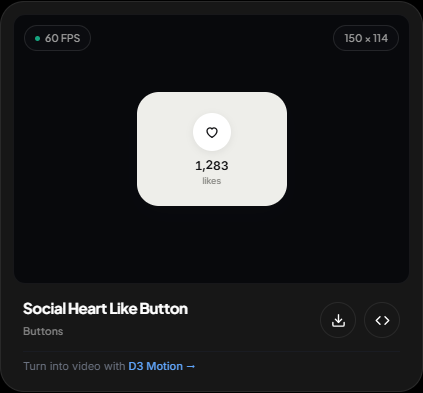 60 FPS
150 × 114
1,283
likes
Social Heart Like Button
Buttons
Turn into video with D3 Motion →